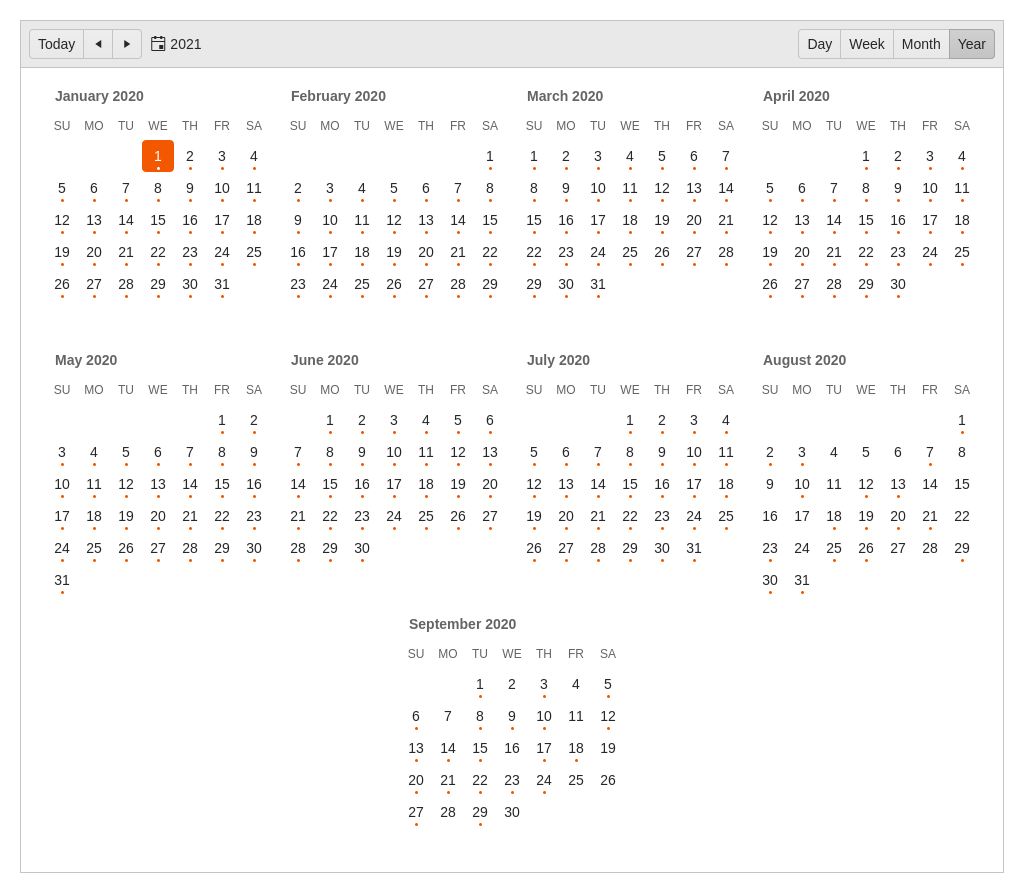 Today 2021 Day Week Month Year
January 2020 February 2020 March 2020 April 2020
SU MO TU WE TH FR SA SU MO TU WE TH FR SA SU MO TU WE TH FR SA SU MO TU WE TH FR SA
1 2 3 4 1 1 2 3 4 5 6 7 1 2 3 4
5 6 7 8 9 10 11 2 3 4 5 6 7 8 8 9 10 11 12 13 14 5 6 7 8 9 10 11
12 13 14 15 16 17 18 9 10 11 12 13 14 15 15 16 17 18 19 20 21 12 13 14 15 16 17 18
19 20 21 22 23 24 25 16 17 18 19 20 21 22 22 23 24 25 26 27 28 19 20 21 22 23 24 25
26 27 28 29 30 31 23 24 25 26 27 28 29 29 30 31 26 27 28 29 30
May 2020 June 2020 July 2020 August 2020
SU MO TU WE TH FR SA SU MO TU WE TH FR SA SU MO TU WE TH FR SA SU MO TU WE TH FR SA
1 2 1 2 3 4 5 6 1 2 3 4 1
3 4 5 6 7 8 9 7 8 9 10 11 12 13 5 6 7 8 9 10 11 2 3 4 5 6 7 8
10 11 12 13 14 15 16 14 15 16 17 18 19 20 12 13 14 15 16 17 18 9 10 11 12 13 14 15
17 18 19 20 21 22 23 21 22 23 24 25 26 27 19 20 21 22 23 24 25 16 17 18 19 20 21 22
24 25 26 27 28 29 30 28 29 30 26 27 28 29 30 31 23 24 25 26 27 28 29
31 30 31
September 2020
SU MO TU WE TH FR SA
1 2 3 4 5
6 7 8 9 10 11 12
13 14 15 16 17 18 19
20 21 22 23 24 25 26
27 28 29 30